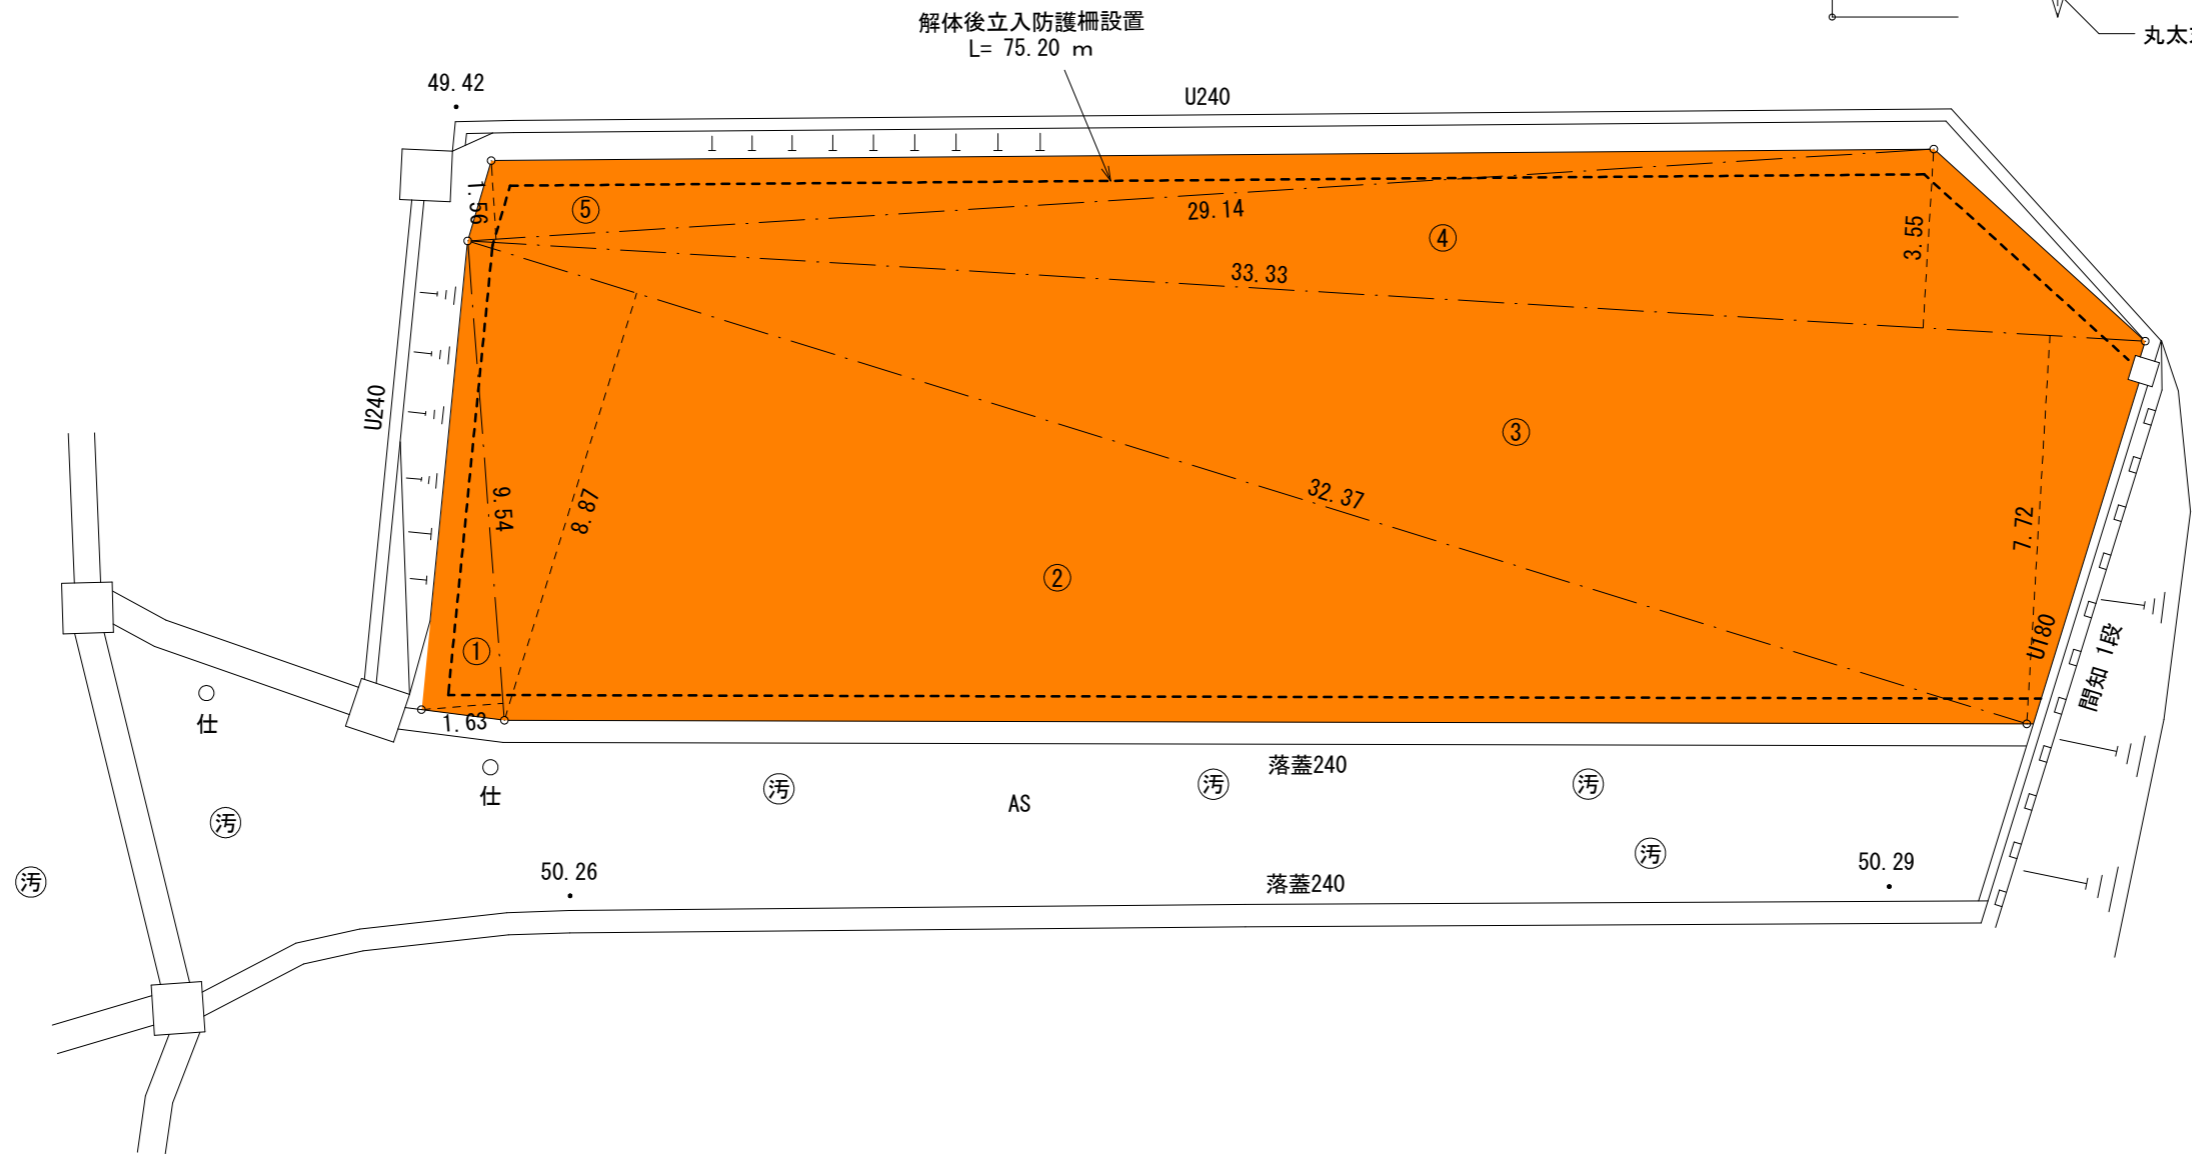 解体後立入防護柵設置
L= 75.20 m
丸太
49.42
U240
1.56
⑤
29.14
④
3.55
33.33
U240
③
9.54
8.87
32.37
7.72
②
①
U180
間知 1段
1.63
仕
落蓋240
汚
汚
汚
仕
AS
汚
汚
汚
50.26
落蓋240
50.29